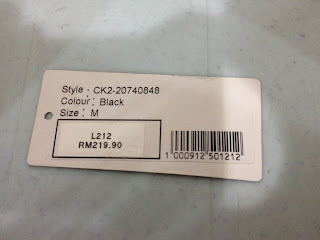 Style : CK2-20740848
Colour: Black
Size: M
L212
RM219.90
1 000912 501212